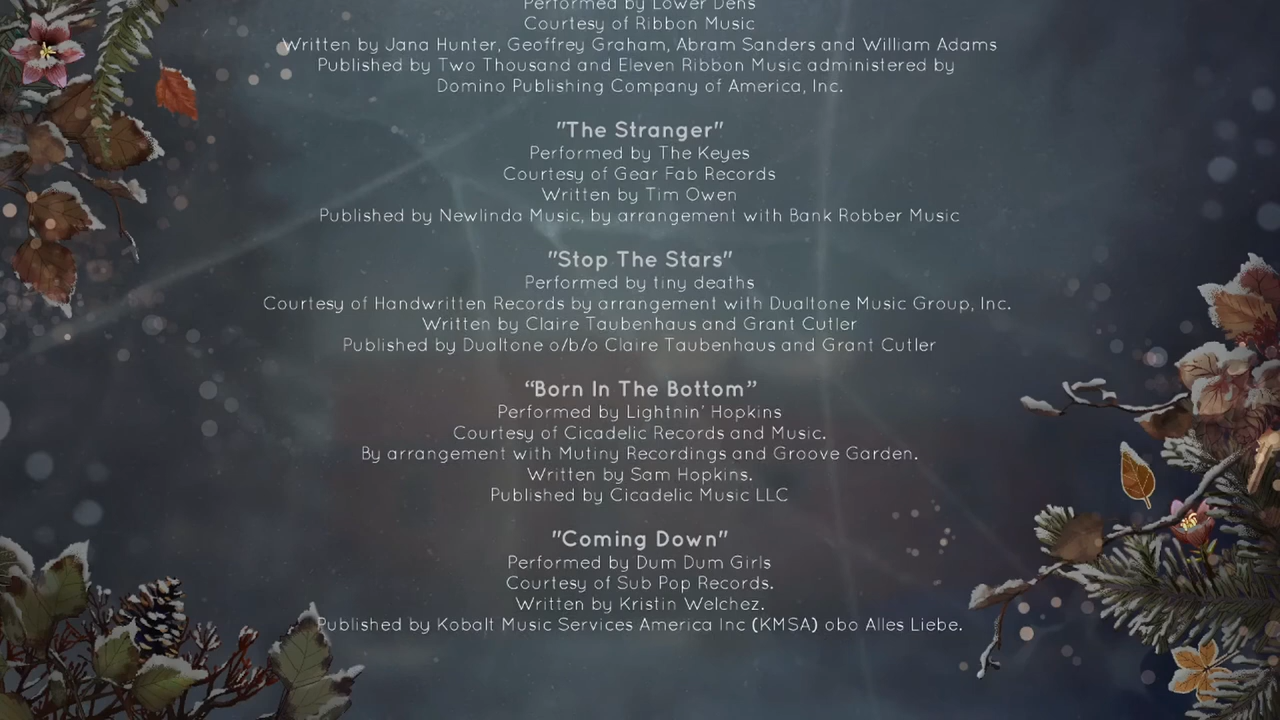 Performed by Lower Dens
Courtesy of Ribbon Music
Written by Jana Hunter, Geoffrey Graham, Abram Sanders and William Adams
Published by Two Thousand and Eleven Ribbon Music administered by
Domino Publishing Company of America, Inc.
"The Stranger"
Performed by The Keyes
Courtesy of Gear Fab Records
Written by Tim Owen
Published by Newlinda Music, by arrangement with Bank Robber Music
"Stop The Stars"
Performed by tiny deaths
Courtesy of Handwritten Records by arrangement with Dualtone Music Group, Inc.
Written by Claire Taubenhaus and Grant Cutler
Published by Dualtone o/b/o Claire Taubenhaus and Grant Cutler
“Born In The Bottom”
Performed by Lightnin' Hopkins
Courtesy of Cicadelic Records and Music.
By arrangement with Mutiny Recordings and Groove Garden.
Written by Sam Hopkins.
Published by Cicadelic Music LLC
"Coming Down"
Performed by Dum Dum Girls
Courtesy of Sub Pop Records.
Written by Kristin Welchez.
Published by Kobalt Music Services America Inc (KMSA) obo Alles Liebe.